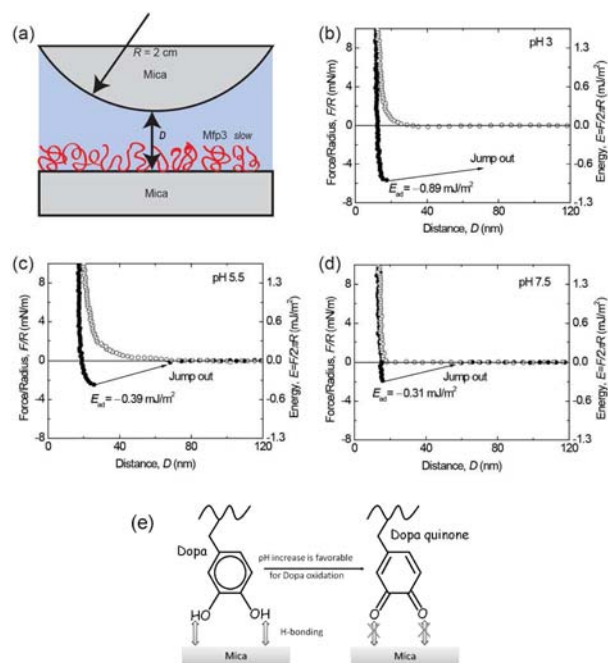 (a)
R = 2 cm
Mica
D
Mfp3 slow
Mica
(b)
pH 3
Force/Radius, F/R (mN/m)
8
4
0
-4
-8
1.3
0.6
0.0
-0.6
-1.3
Energy, E=F/2πR (mJ/m²)
Jump out
E_ad = −0.89 mJ/m²
0 40 80 120
Distance, D (nm)
(c)
pH 5.5
Force/Radius, F/R (mN/m)
8
4
0
-4
-8
1.3
0.6
0.0
-0.6
-1.3
Energy, E=F/2πR (mJ/m²)
Jump out
E_ad = −0.39 mJ/m²
0 40 80 120
Distance, D (nm)
(d)
pH 7.5
Force/Radius, F/R (mN/m)
8
4
0
-4
-8
1.3
0.6
0.0
-0.6
-1.3
Energy, E=F/2πR (mJ/m²)
Jump out
E_ad = −0.31 mJ/m²
0 40 80 120
Distance, D (nm)
(e)
Dopa
pH increase is favorable
for Dopa oxidation
Dopa quinone
HO OH
O O
H-bonding
Mica
Mica